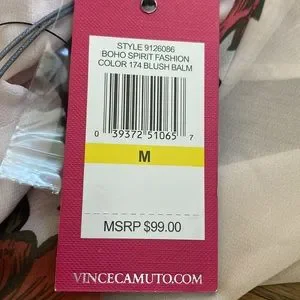 STYLE 9126086
BOHO SPIRIT FASHION
COLOR 174 BLUSH BALM
0 39372 51065 7
M
MSRP $99.00
VINCECAMUTO.COM